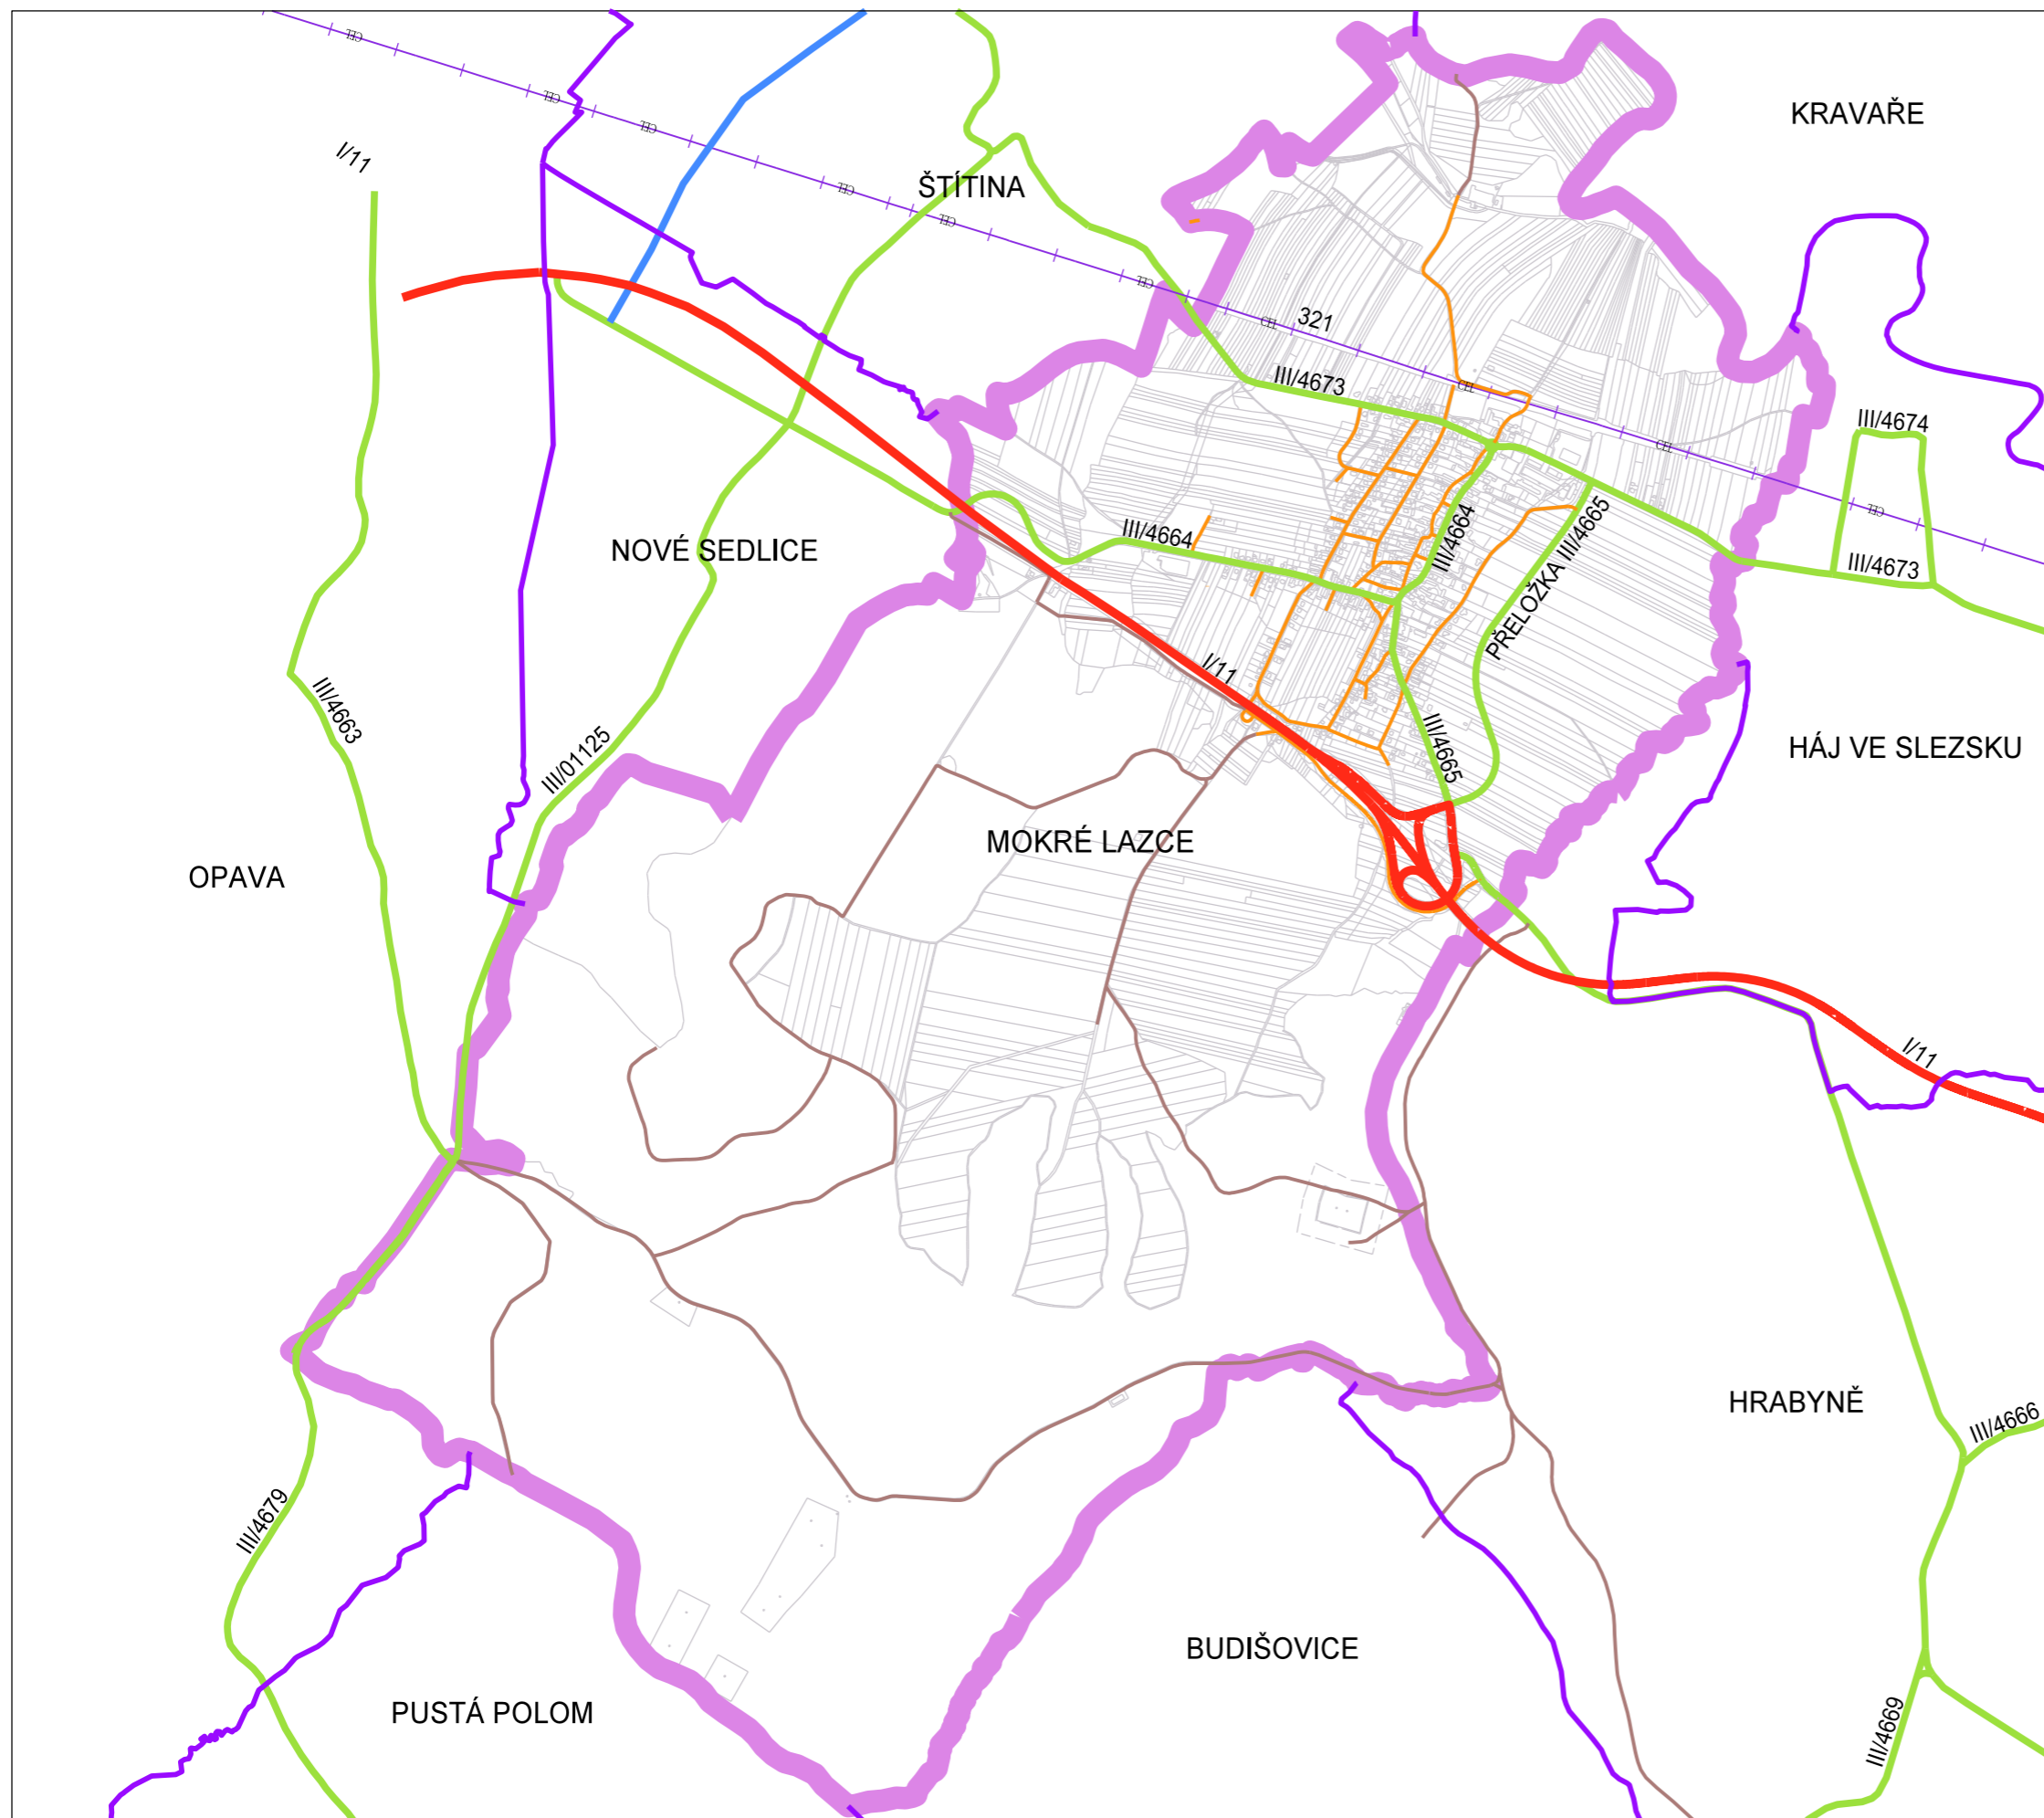 KRAVAŘE
I/11
ŠTÍTINA
321
III/4673
III/4674
III/4664
III/4664
PŘELOŽKA III/4665
NOVÉ SEDLICE
III/4673
I/11
III/4663
III/01125
III/4665
HÁJ VE SLEZSKU
MOKRÉ LAZCE
OPAVA
I/11
HRABYNĚ
III/4666
III/4679
BUDIŠOVICE
PUSTÁ POLOM
III/4669